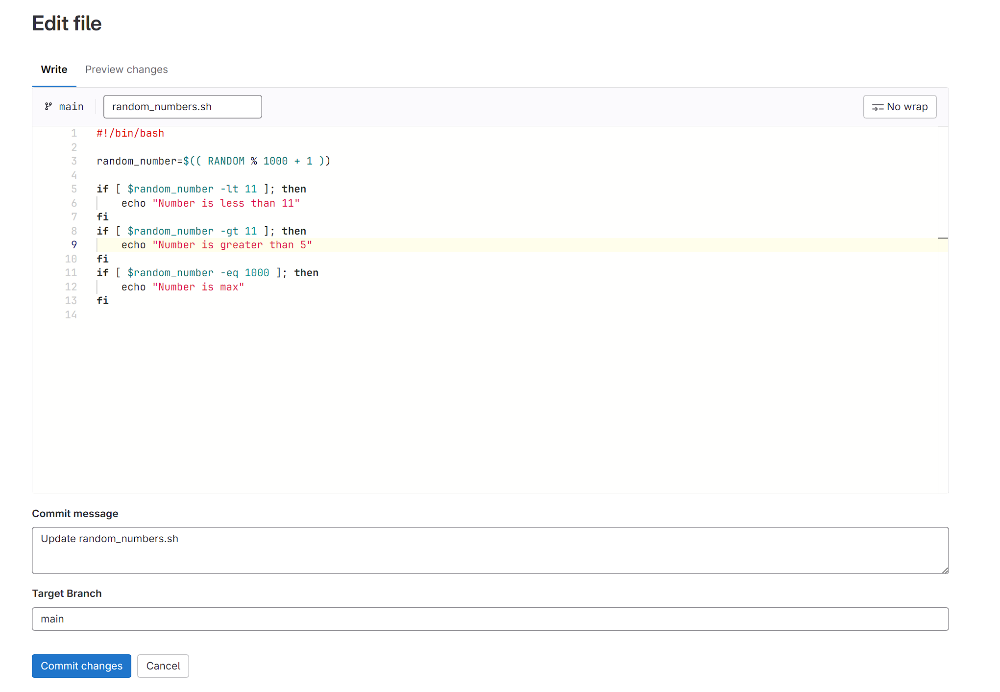 Edit file
Write Preview changes
main random_numbers.sh No wrap
1 #!/bin/bash
2
3 random_number=$(( RANDOM % 1000 + 1 ))
4
5 if [ $random_number -lt 11 ]; then
6     echo "Number is less than 11"
7 fi
8 if [ $random_number -gt 11 ]; then
9     echo "Number is greater than 5"
10 fi
11 if [ $random_number -eq 1000 ]; then
12     echo "Number is max"
13 fi
14
Commit message
Update random_numbers.sh
Target Branch
main
Commit changes Cancel